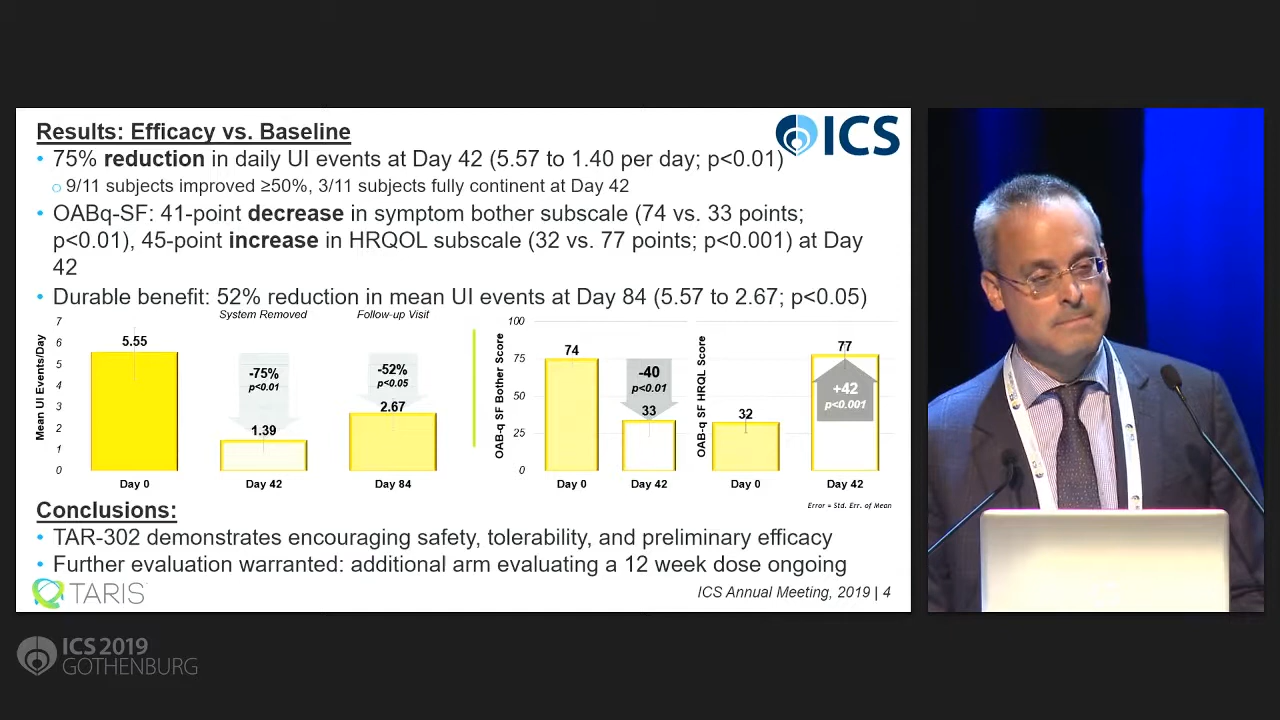 Results: Efficacy vs. Baseline
ICS
• 75% reduction in daily UI events at Day 42 (5.57 to 1.40 per day; p<0.01)
○ 9/11 subjects improved ≥50%, 3/11 subjects fully continent at Day 42
• OABq-SF: 41-point decrease in symptom bother subscale (74 vs. 33 points;
p<0.01), 45-point increase in HRQOL subscale (32 vs. 77 points; p<0.001) at Day
42
• Durable benefit: 52% reduction in mean UI events at Day 84 (5.57 to 2.67; p<0.05)
Mean UI Events/Day
7
6
5
4
3
2
1
0
System Removed
Follow-up Visit
5.55
-75%
p<0.01
1.39
-52%
p<0.05
2.67
Day 0
Day 42
Day 84
OAB-q SF Bother Score
100
75
50
25
0
74
-40
p<0.01
33
Day 0
Day 42
OAB-q SF HRQL Score
32
77
+42
p<0.001
Day 0
Day 42
Error = Std. Err. of Mean
Conclusions:
• TAR-302 demonstrates encouraging safety, tolerability, and preliminary efficacy
• Further evaluation warranted: additional arm evaluating a 12 week dose ongoing
TARIS
ICS Annual Meeting, 2019 | 4
ICS 2019
GOTHENBURG